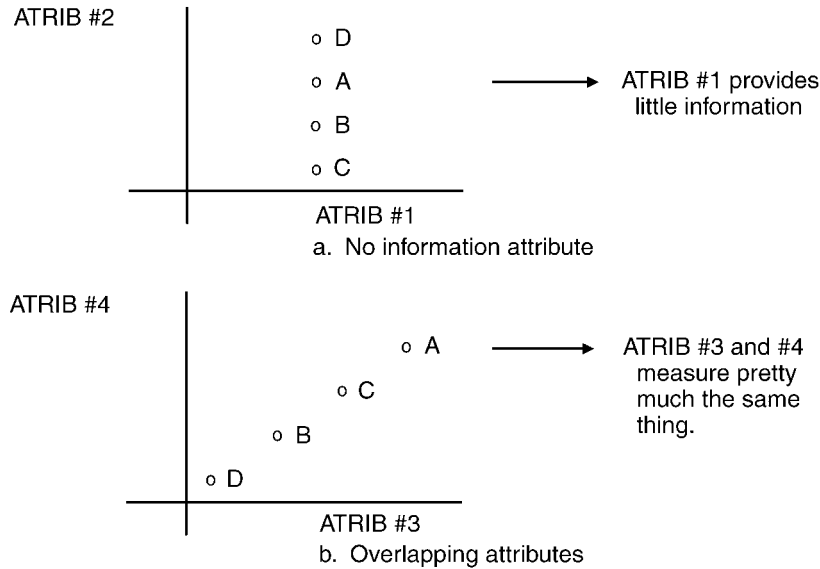 ATRIB #2
D
A
ATRIB #1 provides
little information
B
C
ATRIB #1
a. No information attribute
ATRIB #4
A
ATRIB #3 and #4
measure pretty
much the same
thing.
C
B
D
ATRIB #3
b. Overlapping attributes